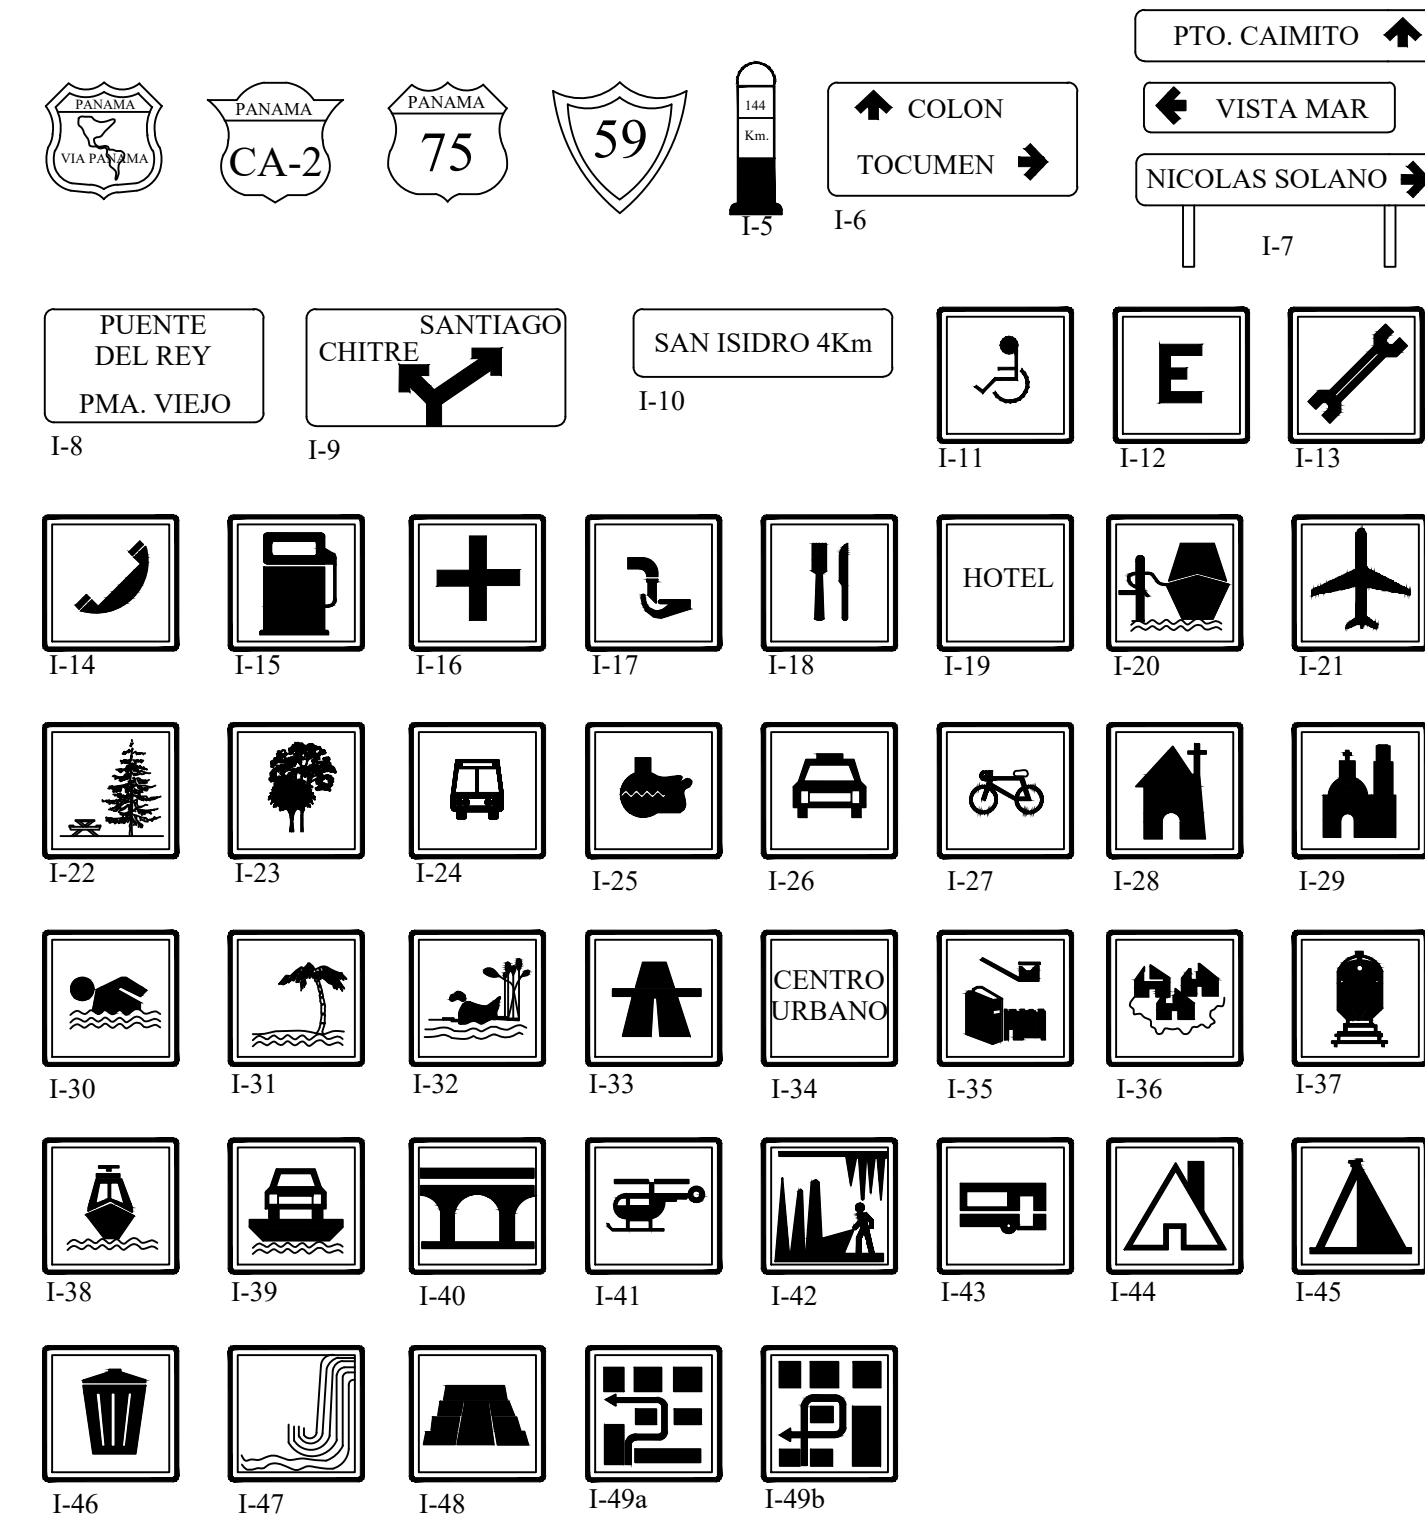 PANAMA
VIA PANAMA
PANAMA
CA-2
PANAMA
75
59
144
Km.
I-5
COLON
TOCUMEN
I-6
PTO. CAIMITO
VISTA MAR
NICOLAS SOLANO
I-7
PUENTE
DEL REY
PMA. VIEJO
I-8
SANTIAGO
CHITRE
I-9
SAN ISIDRO 4Km
I-10
I-11
E
I-12
I-13
I-14
I-15
I-16
I-17
I-18
HOTEL
I-19
I-20
I-21
I-22
I-23
I-24
I-25
I-26
I-27
I-28
I-29
I-30
I-31
I-32
I-33
CENTRO
URBANO
I-34
I-35
I-36
I-37
I-38
I-39
I-40
I-41
I-42
I-43
I-44
I-45
I-46
I-47
I-48
I-49a
I-49b